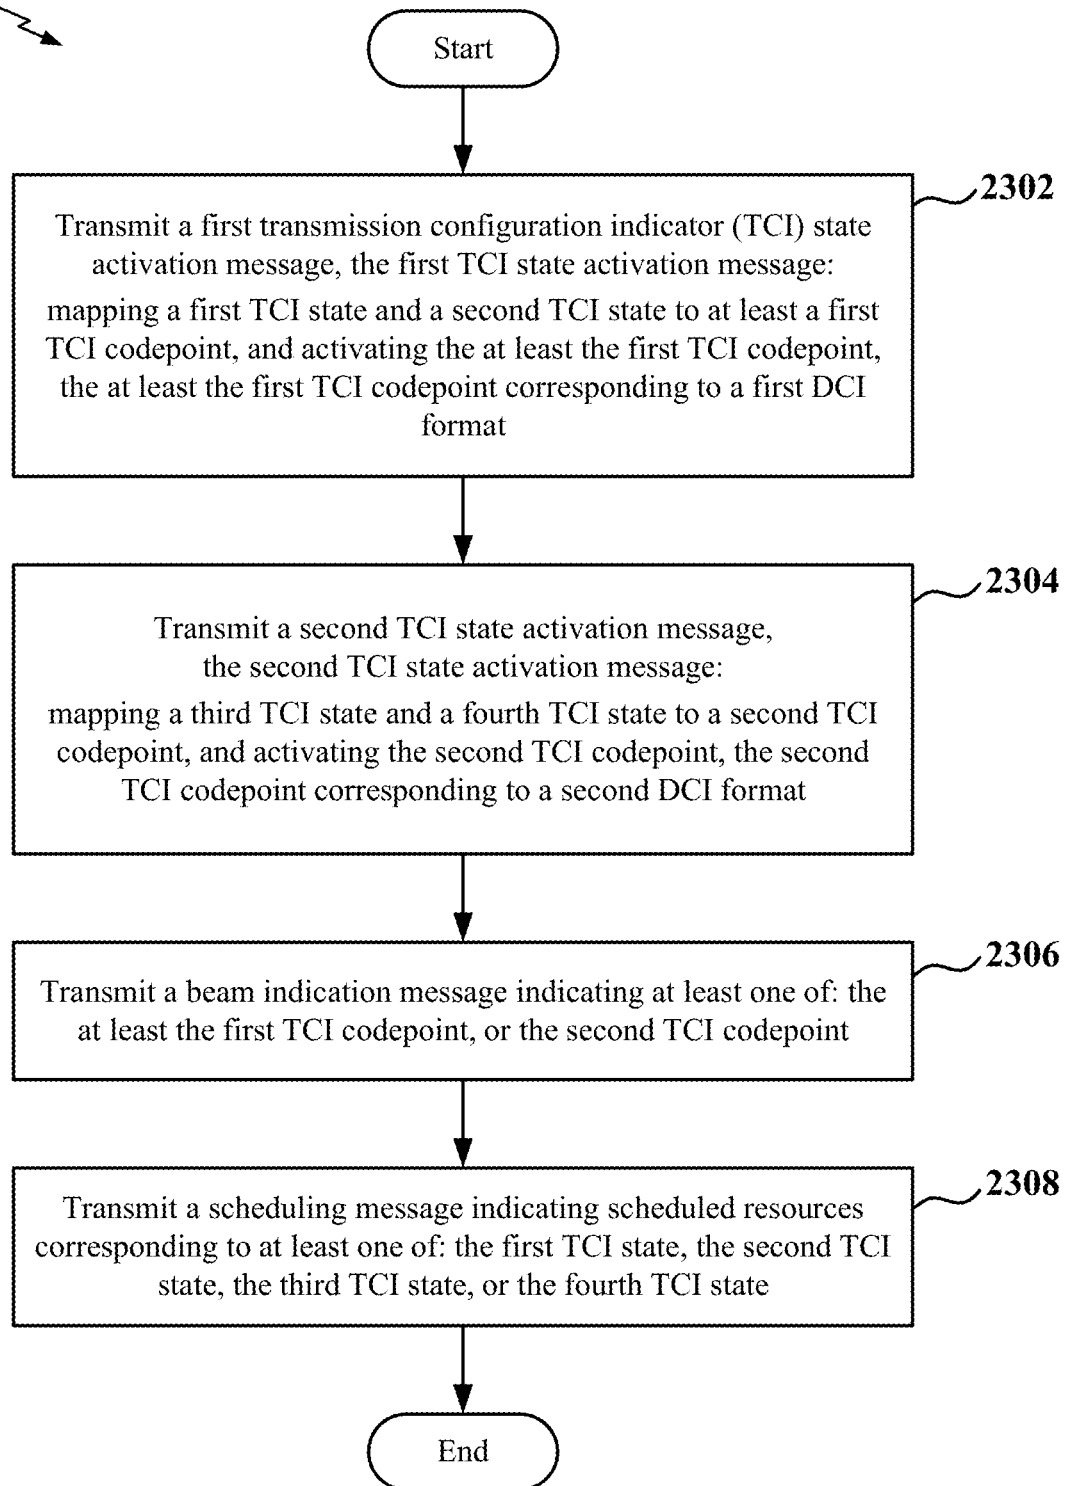 Start
2302
Transmit a first transmission configuration indicator (TCI) state
activation message, the first TCI state activation message:
mapping a first TCI state and a second TCI state to at least a first
TCI codepoint, and activating the at least the first TCI codepoint,
the at least the first TCI codepoint corresponding to a first DCI
format
2304
Transmit a second TCI state activation message,
the second TCI state activation message:
mapping a third TCI state and a fourth TCI state to a second TCI
codepoint, and activating the second TCI codepoint, the second
TCI codepoint corresponding to a second DCI format
2306
Transmit a beam indication message indicating at least one of: the
at least the first TCI codepoint, or the second TCI codepoint
2308
Transmit a scheduling message indicating scheduled resources
corresponding to at least one of: the first TCI state, the second TCI
state, the third TCI state, or the fourth TCI state
End